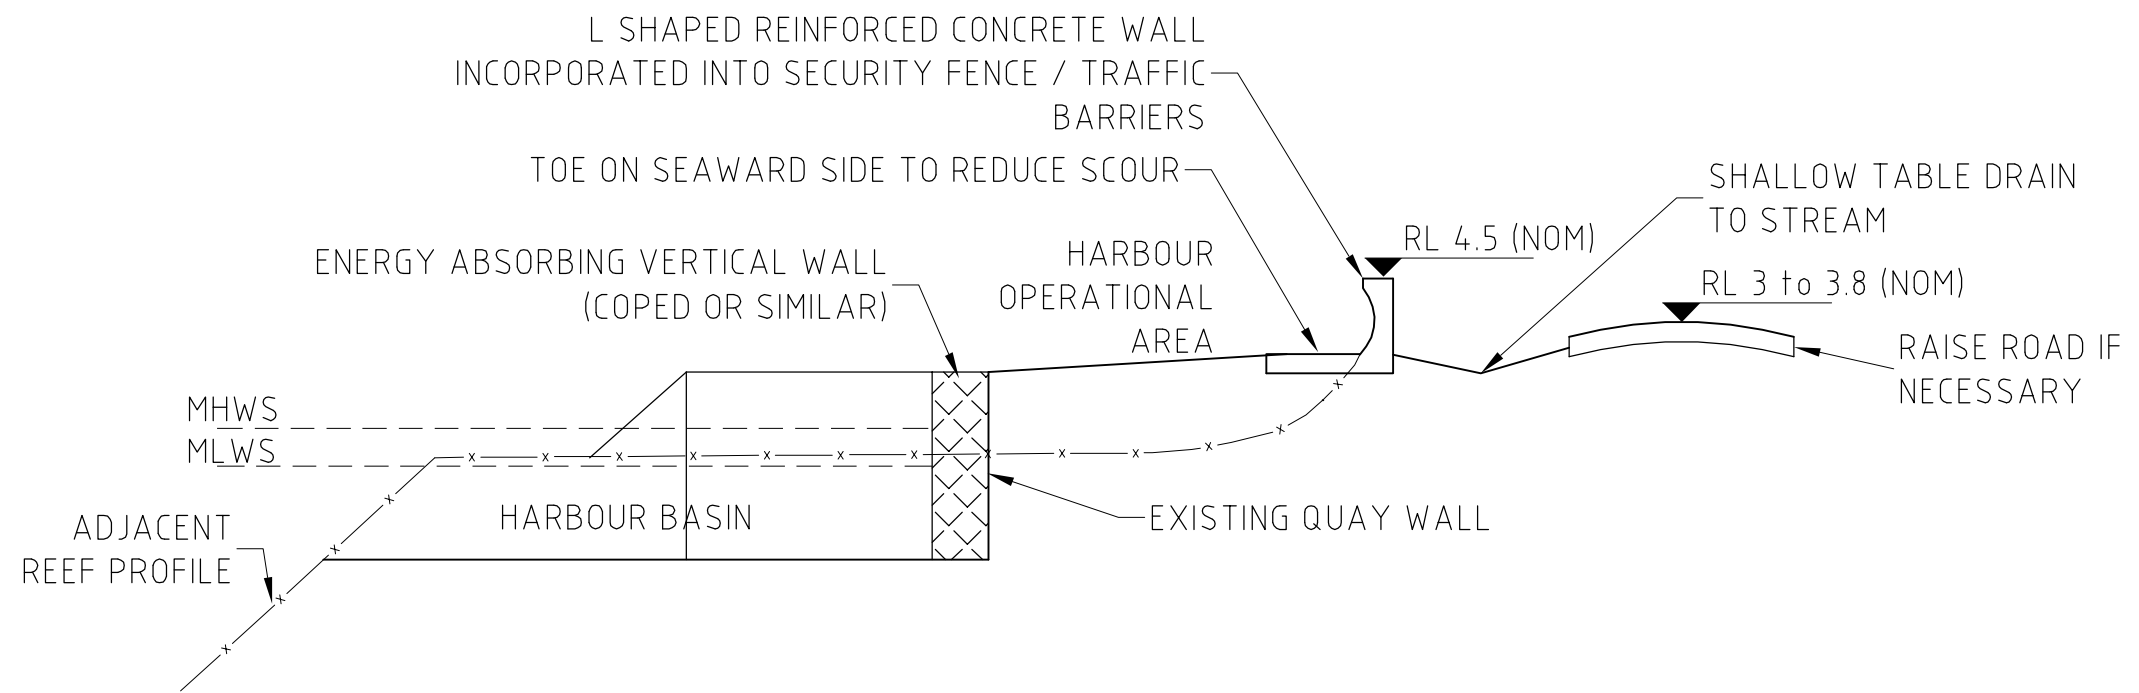 L SHAPED REINFORCED CONCRETE WALL
INCORPORATED INTO SECURITY FENCE / TRAFFIC
BARRIERS
TOE ON SEAWARD SIDE TO REDUCE SCOUR
SHALLOW TABLE DRAIN
TO STREAM
ENERGY ABSORBING VERTICAL WALL
(COPED OR SIMILAR)
HARBOUR
OPERATIONAL
AREA
RL 4.5 (NOM)
RL 3 to 3.8 (NOM)
RAISE ROAD IF
NECESSARY
MHWS
MLWS
HARBOUR BASIN
EXISTING QUAY WALL
ADJACENT
REEF PROFILE